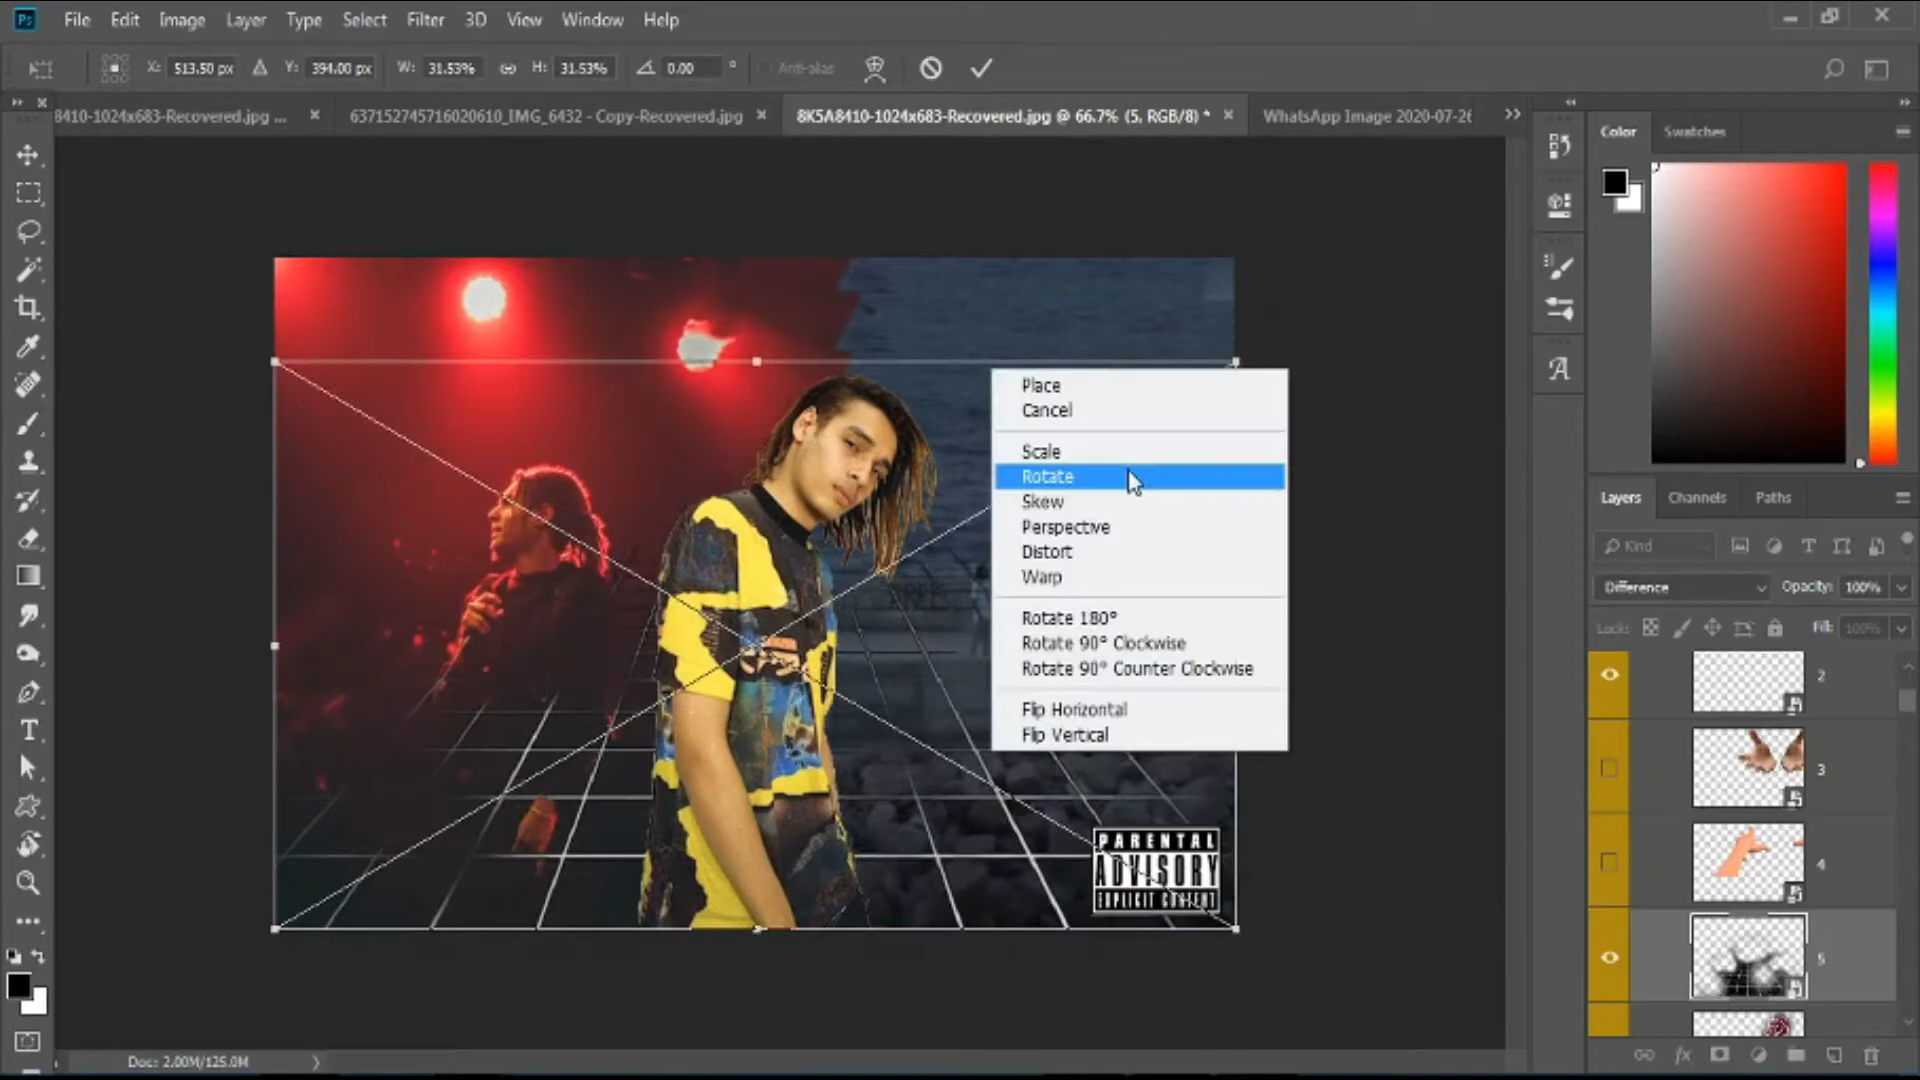 Ps File Edit Image Layer Type Select Filter 3D View Window Help
X: 513.50 px Y: 394.00 px W: 31.53% H: 31.53% 0.00 ° Anti-alias
8410-1024x683-Recovered.jpg ... × 637152745716020610_IMG_6432 - Copy-Recovered.jpg × 8K5A8410-1024x683-Recovered.jpg @ 66.7% (5, RGB/8) * × WhatsApp Image 2020-07-26
Color Swatches
Place
Cancel
Scale
Rotate
Skew
Perspective
Distort
Warp
Rotate 180°
Rotate 90° Clockwise
Rotate 90° Counter Clockwise
Flip Horizontal
Flip Vertical
PARENTAL
ADVISORY
EXPLICIT CONTENT
Layers Channels Paths
Kind
Difference Opacity: 100%
Lock: Fill: 100%
2
3
4
5
fx
Doc: 2.00M/125.0M